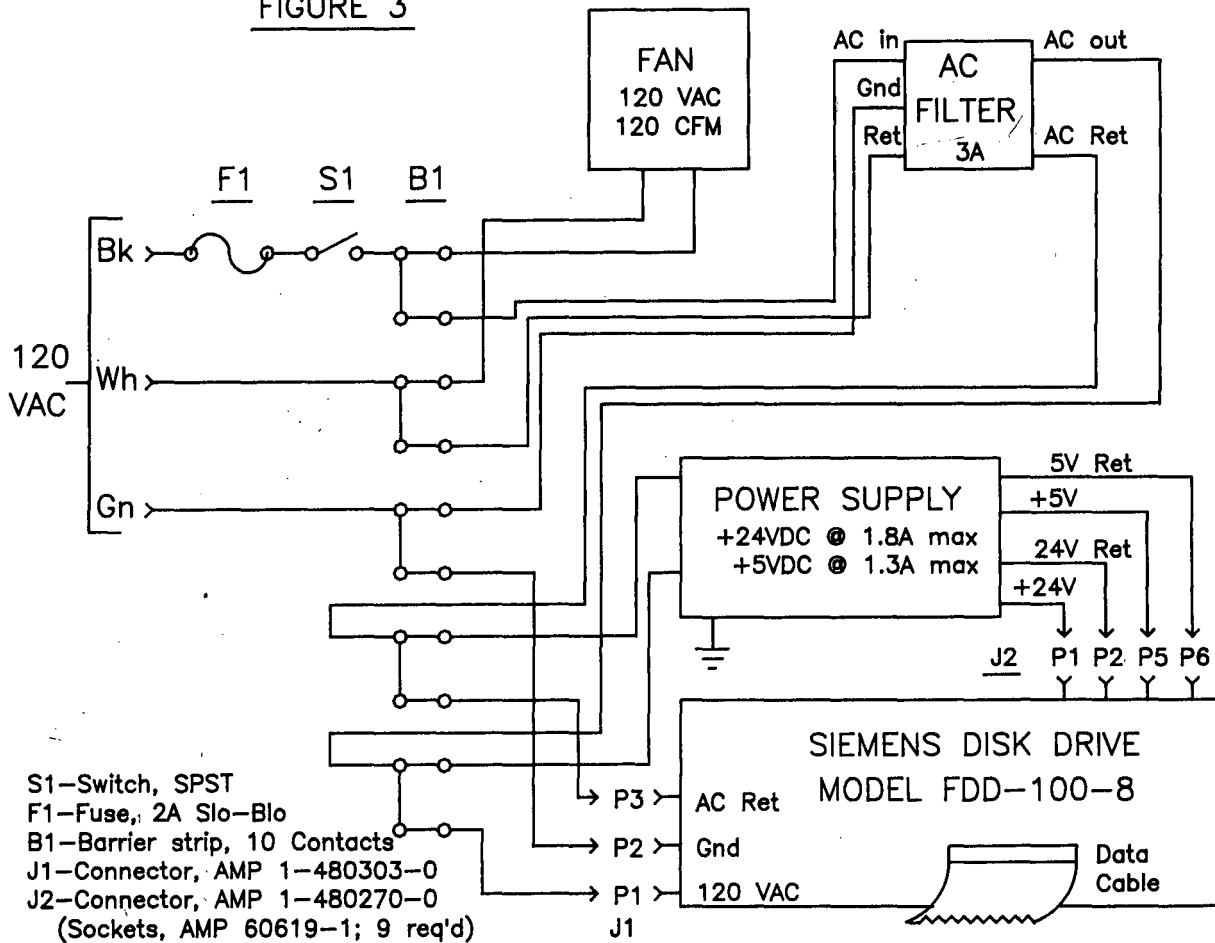 FIGURE 3
FAN
120 VAC
120 CFM
AC in
Gnd
Ret
AC
FILTER
3A
AC out
AC Ret
F1
S1
B1
120
VAC
Bk
Wh
Gn
POWER SUPPLY
+24VDC @ 1.8A max
+5VDC @ 1.3A max
5V Ret
+5V
24V Ret
+24V
J2 P1 P2 P5 P6
SIEMENS DISK DRIVE
MODEL FDD-100-8
P3 AC Ret
P2 Gnd
P1 120 VAC
J1
Data
Cable
S1-Switch, SPST
F1-Fuse, 2A Slo-Blo
B1-Barrier strip, 10 Contacts
J1-Connector, AMP 1-480303-0
J2-Connector, AMP 1-480270-0
(Sockets, AMP 60619-1; 9 req'd)